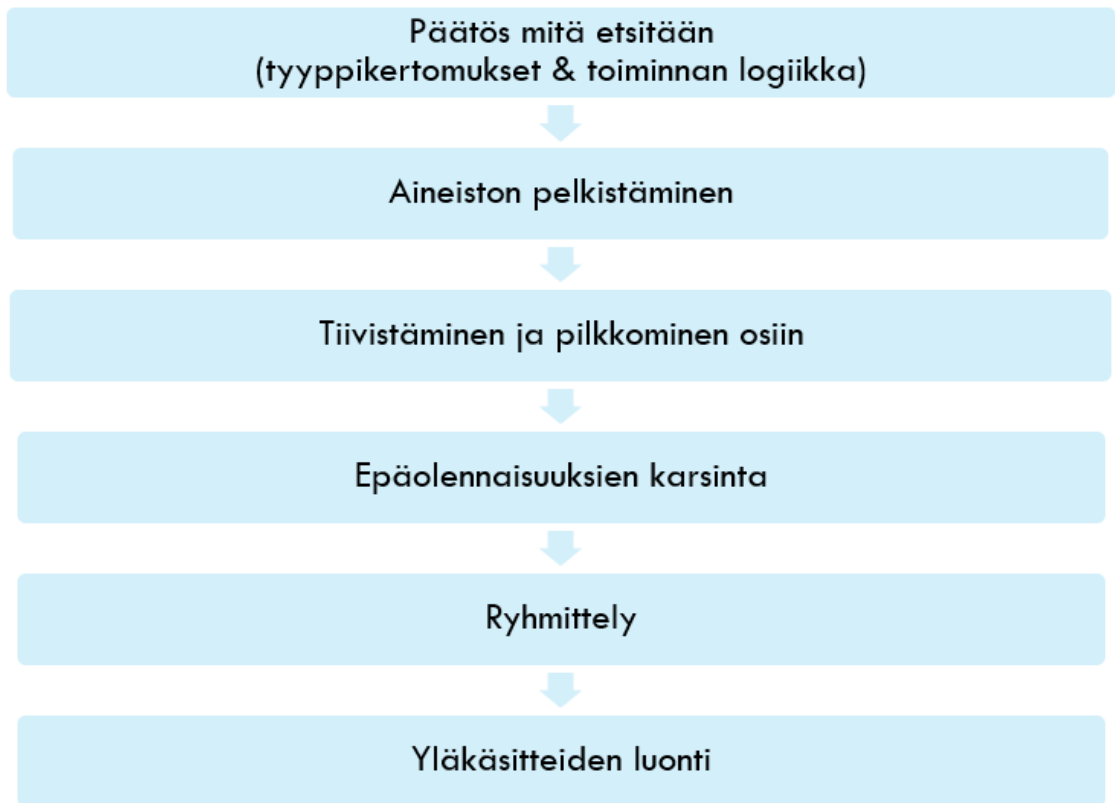 Päätös mitä etsitään
(tyyppikertomukset & toiminnan logiikka)
Aineiston pelkistäminen
Tiivistäminen ja pilkkominen osiin
Epäolennaisuuksien karsinta
Ryhmittely
Yläkäsitteiden luonti